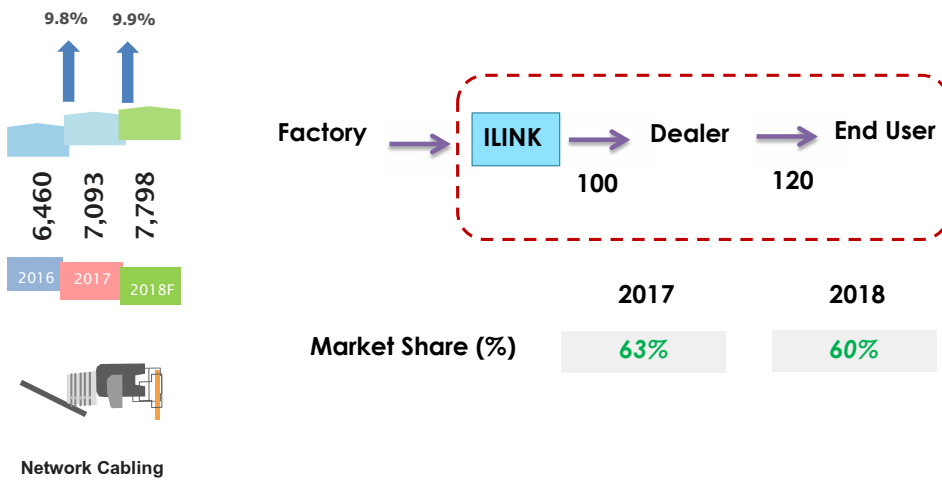 9.8% 9.9%
6,460 7,093 7,798
2016 2017 2018F
Network Cabling
Factory ILINK Dealer End User
100 120
2017 2018
Market Share (%) 63% 60%